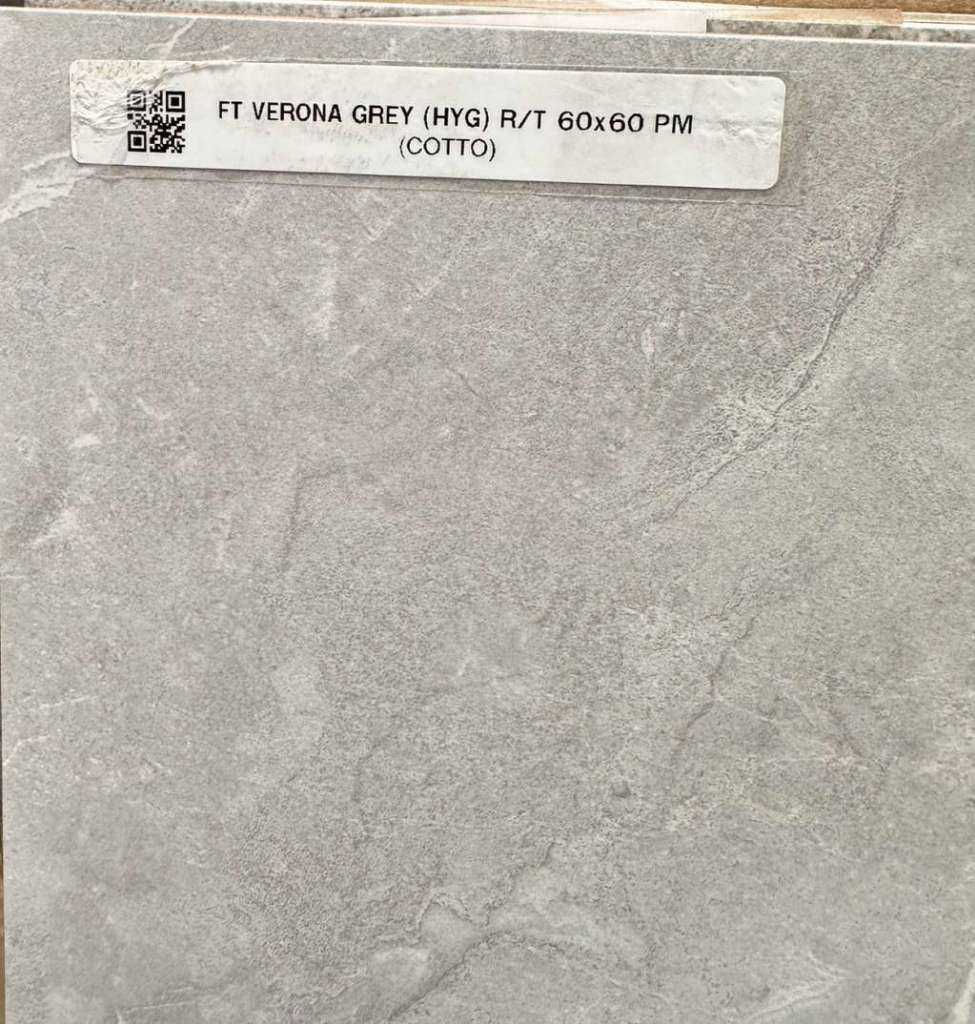 FT VERONA GREY (HYG) R/T 60x60 PM
(COTTO)